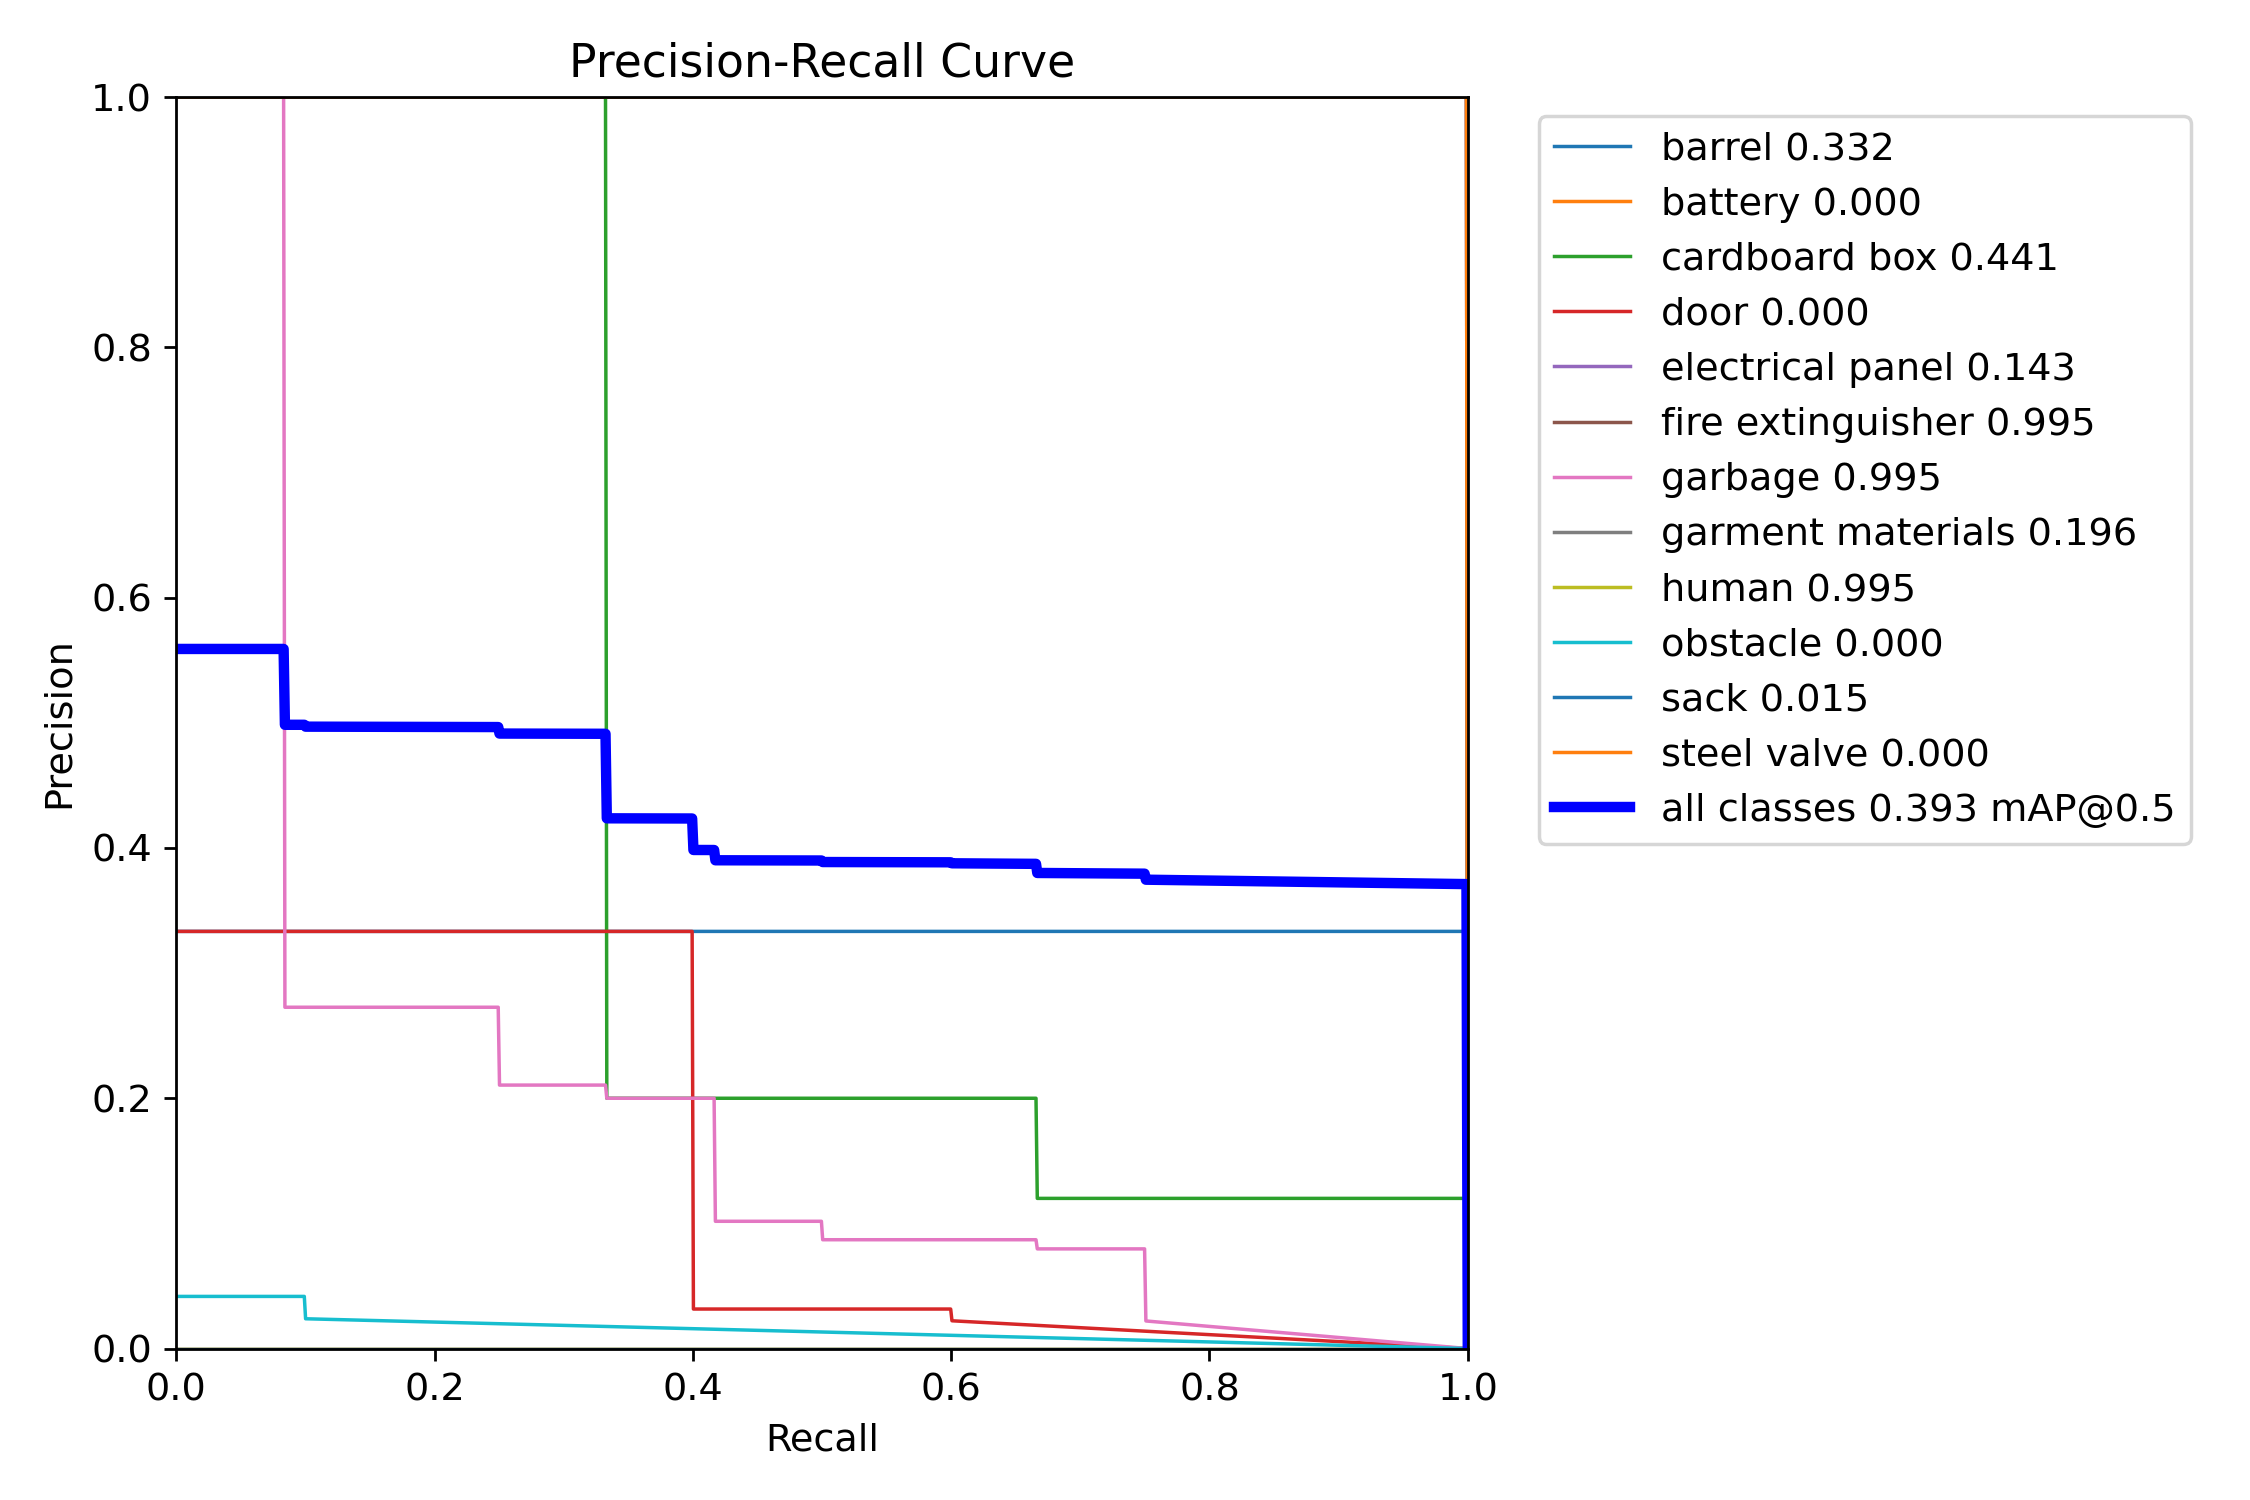 Precision-Recall Curve
1.0
0.8
0.6
0.4
0.2
0.0
Precision
0.0 0.2 0.4 0.6 0.8 1.0
Recall
barrel 0.332
battery 0.000
cardboard box 0.441
door 0.000
electrical panel 0.143
fire extinguisher 0.995
garbage 0.995
garment materials 0.196
human 0.995
obstacle 0.000
sack 0.015
steel valve 0.000
all classes 0.393 mAP@0.5